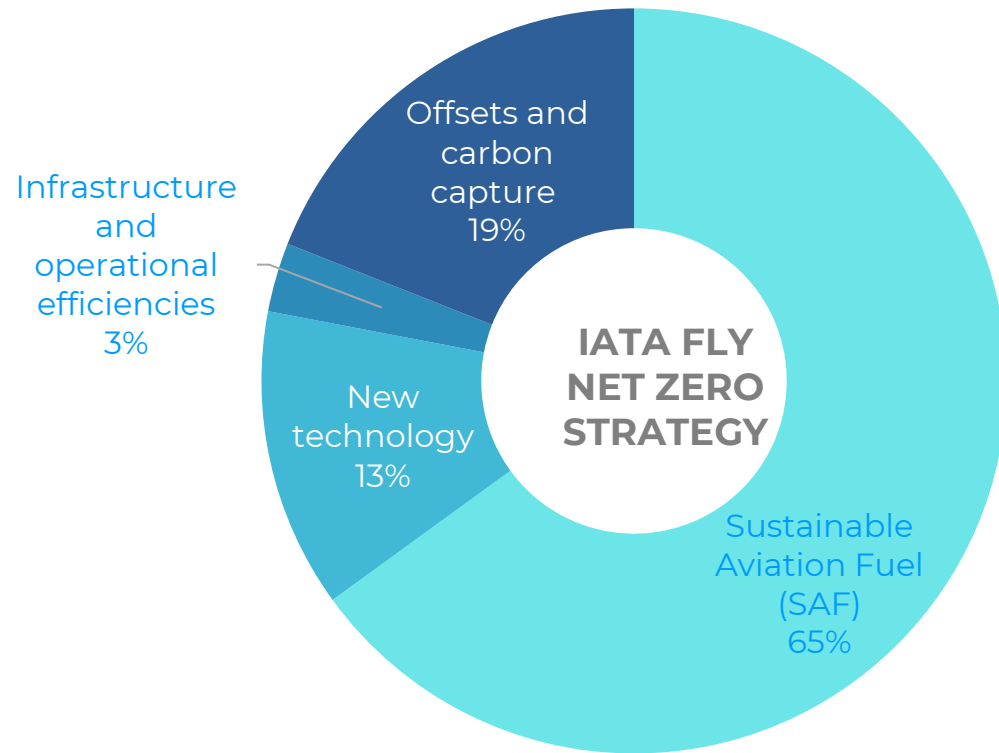 Offsets and
carbon
capture
19%
Infrastructure
and
operational
efficiencies
3%
IATA FLY
NET ZERO
STRATEGY
New
technology
13%
Sustainable
Aviation Fuel
(SAF)
65%